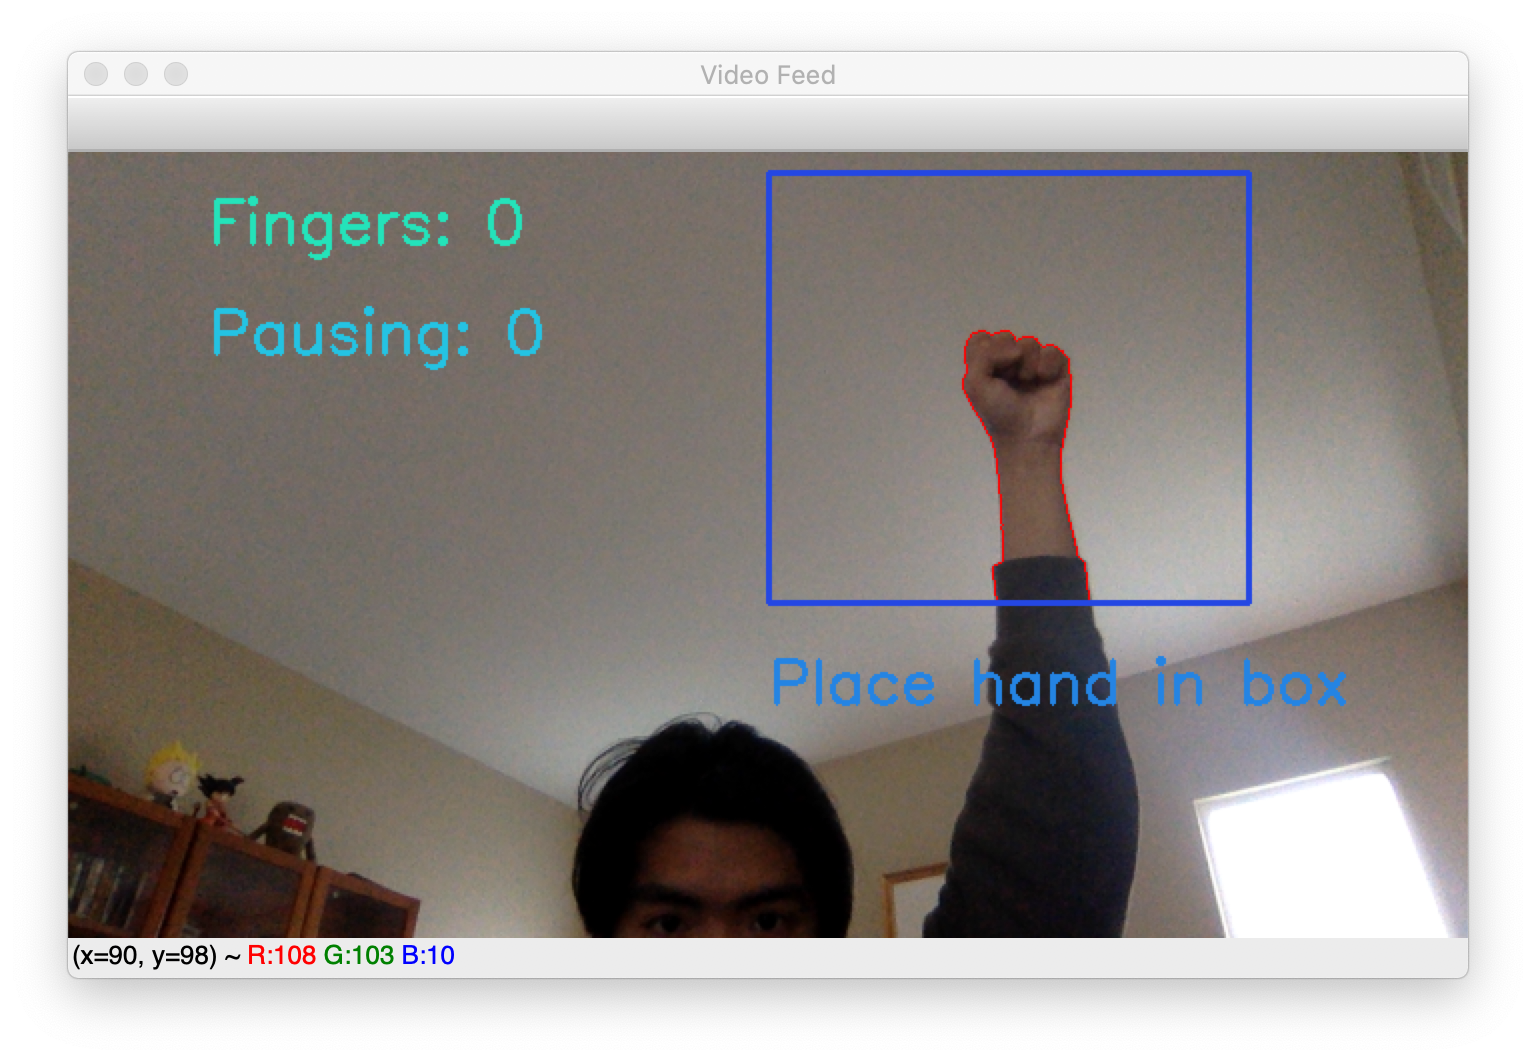 Video Feed
Fingers: 0
Pausing: 0
Place hand in box
(x=90, y=98) ~ R:108 G:103 B:10